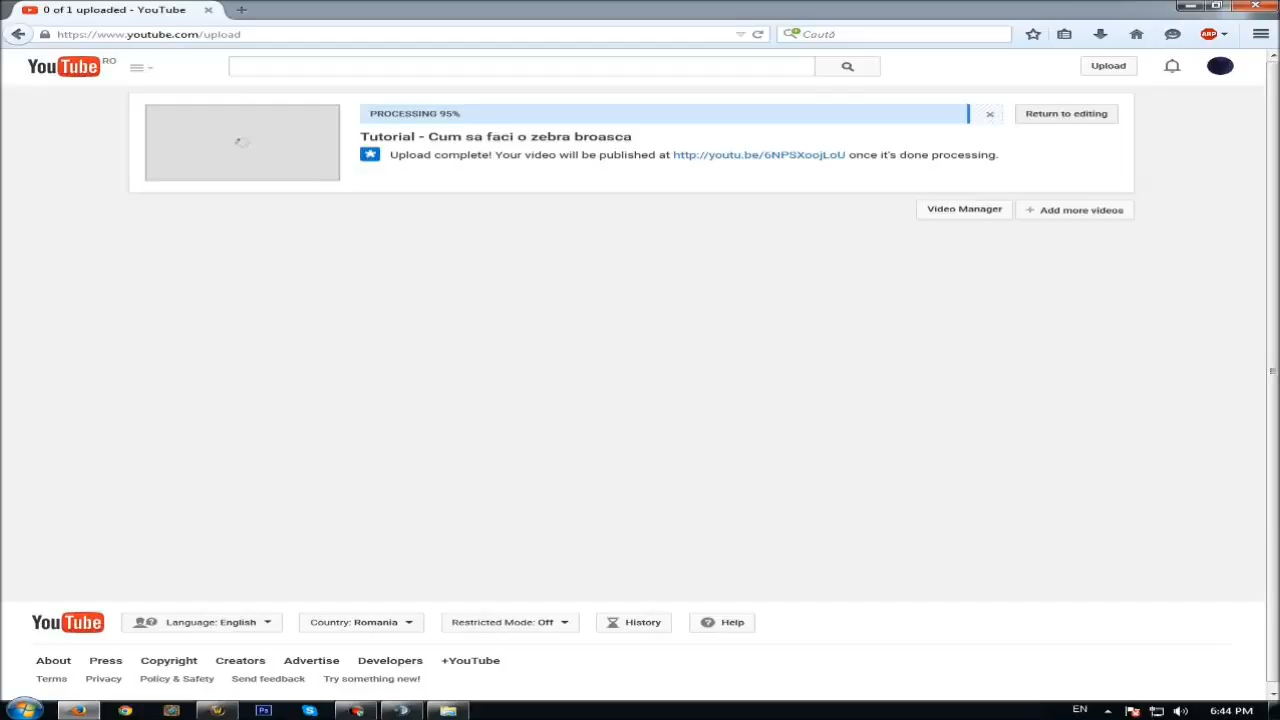 0 of 1 uploaded - YouTube
https://www.youtube.com/upload
Caută
ABP
YouTube RO
Upload
PROCESSING 95%
Return to editing
Tutorial - Cum sa faci o zebra broasca
Upload complete! Your video will be published at http://youtu.be/6NPSXoojLoU once it's done processing.
Video Manager
+ Add more videos
YouTube
Language: English
Country: Romania
Restricted Mode: Off
History
Help
About Press Copyright Creators Advertise Developers +YouTube
Terms Privacy Policy & Safety Send feedback Try something new!
Ps
EN
6:44 PM